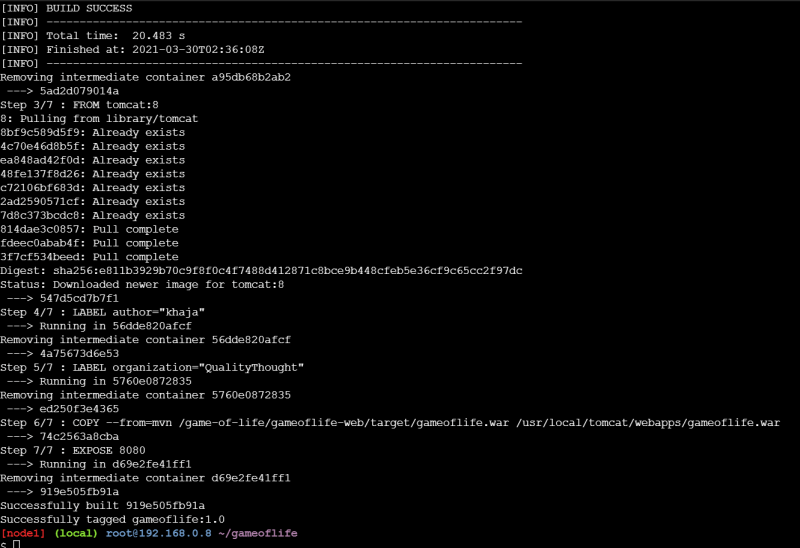 [INFO] BUILD SUCCESS
[INFO] ------------------------------------------------------------------------
[INFO] Total time:  20.483 s
[INFO] Finished at: 2021-03-30T02:36:08Z
[INFO] ------------------------------------------------------------------------
Removing intermediate container a95db68b2ab2
 ---> 5ad2d079014a
Step 3/7 : FROM tomcat:8
8: Pulling from library/tomcat
8bf9c589d5f9: Already exists
4c70e46d8b5f: Already exists
ea848ad42f0d: Already exists
48fe137f8d26: Already exists
c72106bf683d: Already exists
2ad2590571cf: Already exists
7d8c373bcdc8: Already exists
814dae3c0857: Pull complete
fdeec0abab4f: Pull complete
3f7cf534beed: Pull complete
Digest: sha256:e811b3929b70c9f8f0c4f7488d412871c8bce9b448cfeb5e36cf9c65cc2f97dc
Status: Downloaded newer image for tomcat:8
 ---> 547d5cd7b7f1
Step 4/7 : LABEL author="khaja"
 ---> Running in 56dde820afcf
Removing intermediate container 56dde820afcf
 ---> 4a75673d6e53
Step 5/7 : LABEL organization="QualityThought"
 ---> Running in 5760e0872835
Removing intermediate container 5760e0872835
 ---> ed250f3e4365
Step 6/7 : COPY --from=mvn /game-of-life/gameoflife-web/target/gameoflife.war /usr/local/tomcat/webapps/gameoflife.war
 ---> 74c2563a8cba
Step 7/7 : EXPOSE 8080
 ---> Running in d69e2fe41ff1
Removing intermediate container d69e2fe41ff1
 ---> 919e505fb91a
Successfully built 919e505fb91a
Successfully tagged gameoflife:1.0
[node1] (local) root@192.168.0.8 ~/gameoflife
$